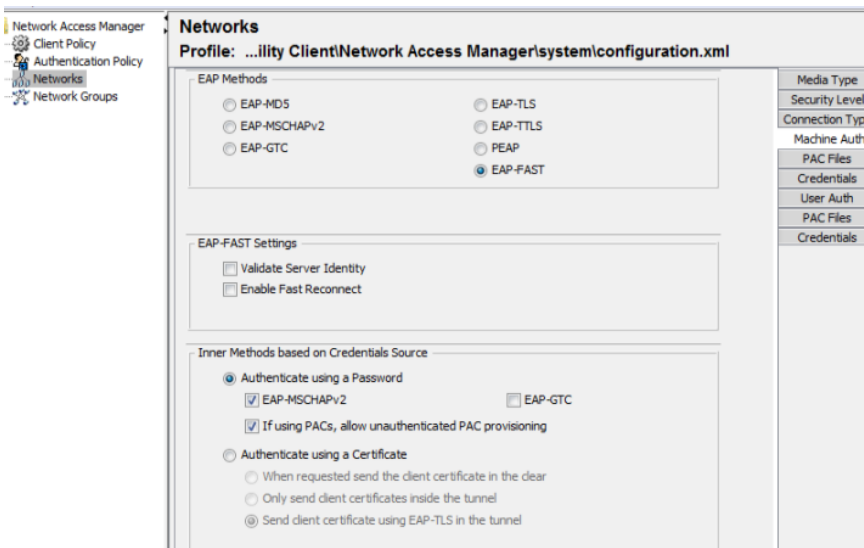 Network Access Manager
Client Policy
Authentication Policy
Networks
Network Groups
Networks
Profile: ...ility Client\Network Access Manager\system\configuration.xml
EAP Methods
EAP-MD5
EAP-TLS
EAP-MSCHAPv2
EAP-TTLS
EAP-GTC
PEAP
EAP-FAST
EAP-FAST Settings
Validate Server Identity
Enable Fast Reconnect
Inner Methods based on Credentials Source
Authenticate using a Password
EAP-MSCHAPv2
EAP-GTC
If using PACs, allow unauthenticated PAC provisioning
Authenticate using a Certificate
When requested send the client certificate in the clear
Only send client certificates inside the tunnel
Send client certificate using EAP-TLS in the tunnel
Media Type
Security Level
Connection Typ
Machine Auth
PAC Files
Credentials
User Auth
PAC Files
Credentials